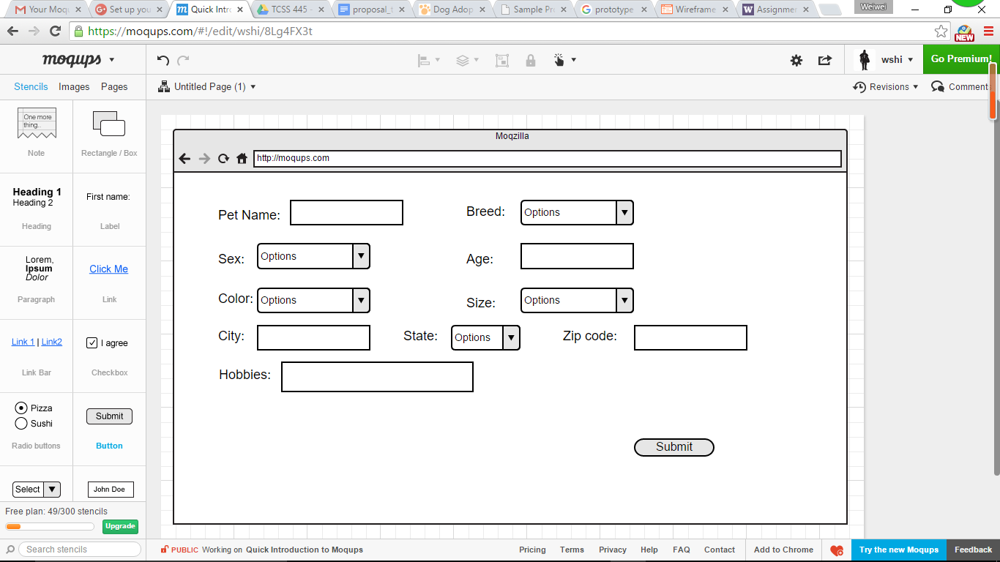 Weiwei
Your Moqu
Set up you
Quick Intro
TCSS 445 -
proposal_t
Dog Adop
Sample Pr
prototype
Wireframe
Assignmen
https://moqups.com/#!/edit/wshi/8Lg4FX3t
NEW
moqups
wshi
Go Premium!
Stencils Images Pages
Untitled Page (1)
Revisions
Comment
One more
thing..
Note
Rectangle / Box
Heading 1
Heading 2
Heading
First name:
Label
Lorem,
Ipsum
Dolor
Paragraph
Click Me
Link
Link 1 | Link2
Link Bar
I agree
Checkbox
Pizza
Sushi
Radio buttons
Submit
Button
Select
John Doe
Free plan: 49/300 stencils
Upgrade
Search stencils
Moqzilla
http://moqups.com
Pet Name:
Breed: Options
Sex: Options
Age:
Color: Options
Size: Options
City:
State: Options
Zip code:
Hobbies:
Submit
PUBLIC Working on Quick Introduction to Moqups
Pricing Terms Privacy Help FAQ Contact
Add to Chrome
Try the new Moqups
Feedback